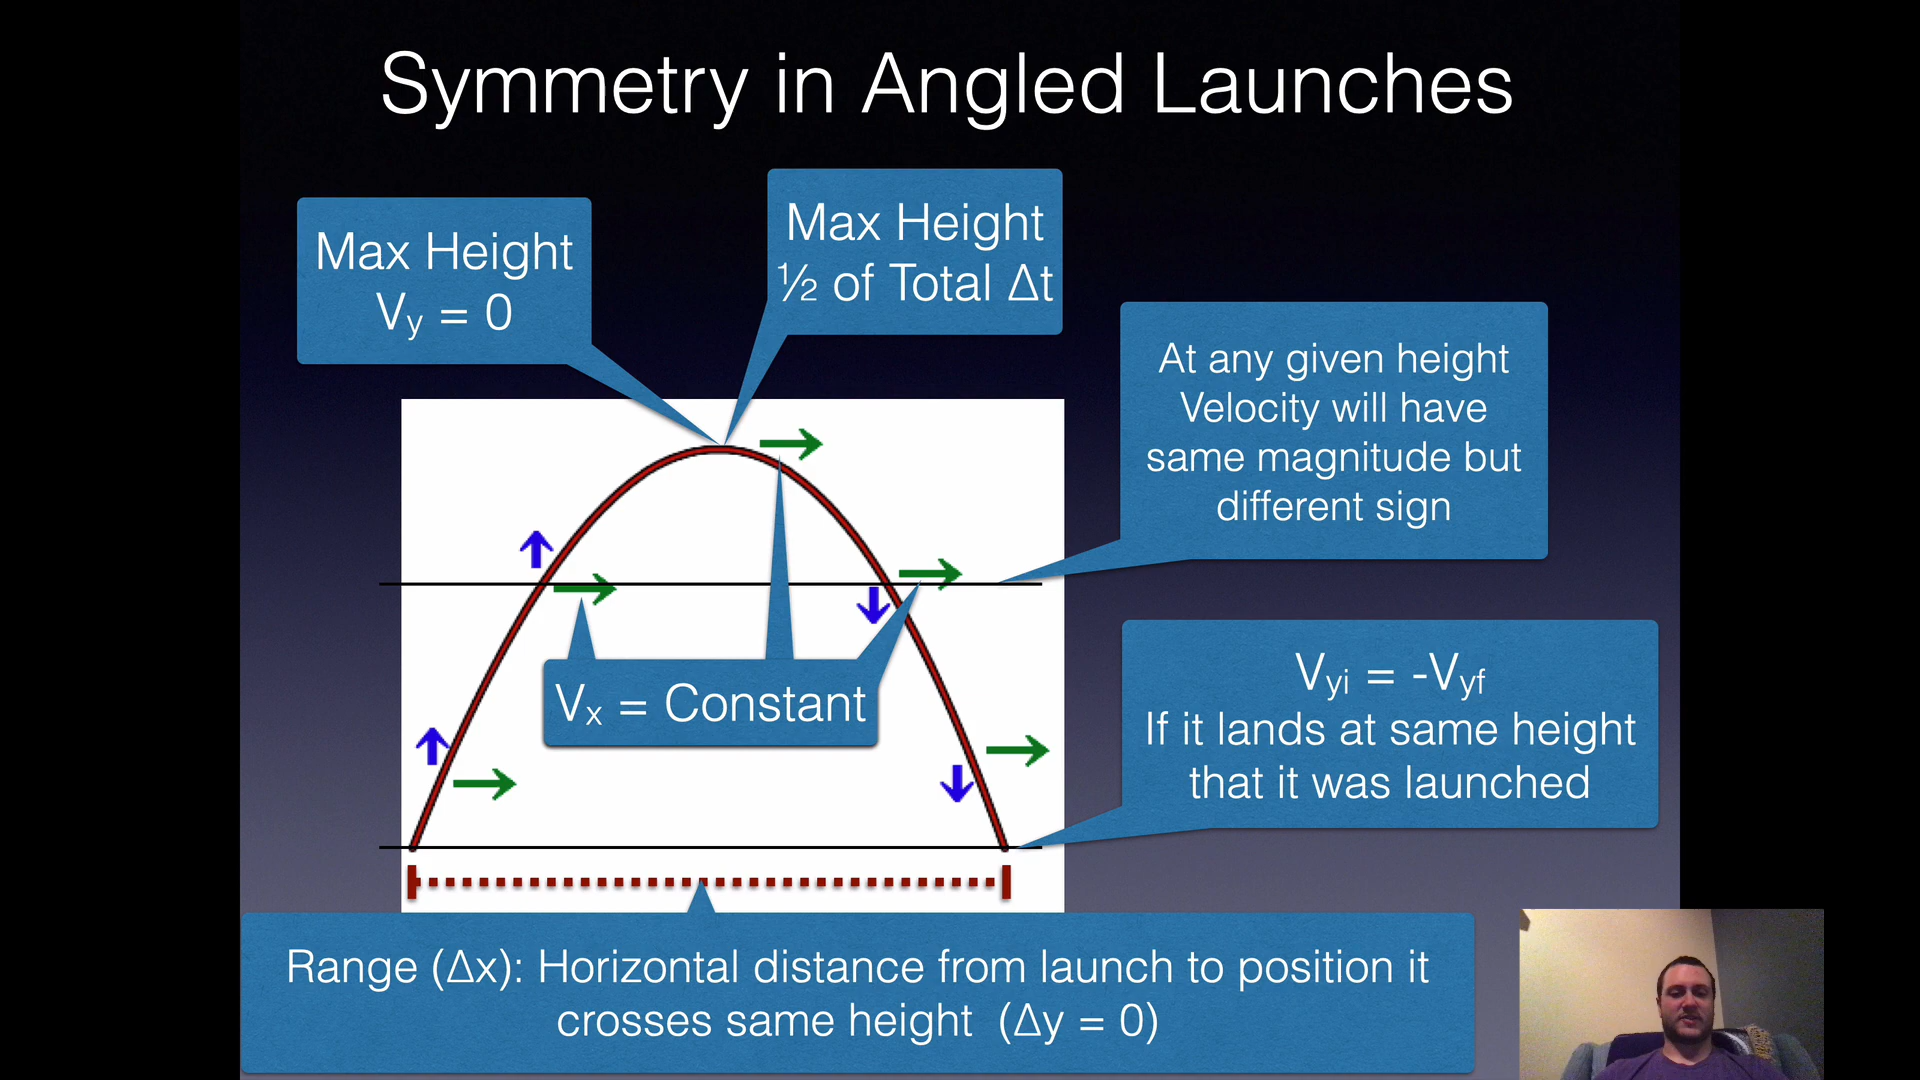 Symmetry in Angled Launches
Max Height
Vy = 0
Max Height
½ of Total Δt
At any given height
Velocity will have
same magnitude but
different sign
Vx = Constant
Vyi = -Vyf
If it lands at same height
that it was launched
Range (Δx): Horizontal distance from launch to position it
crosses same height (Δy = 0)